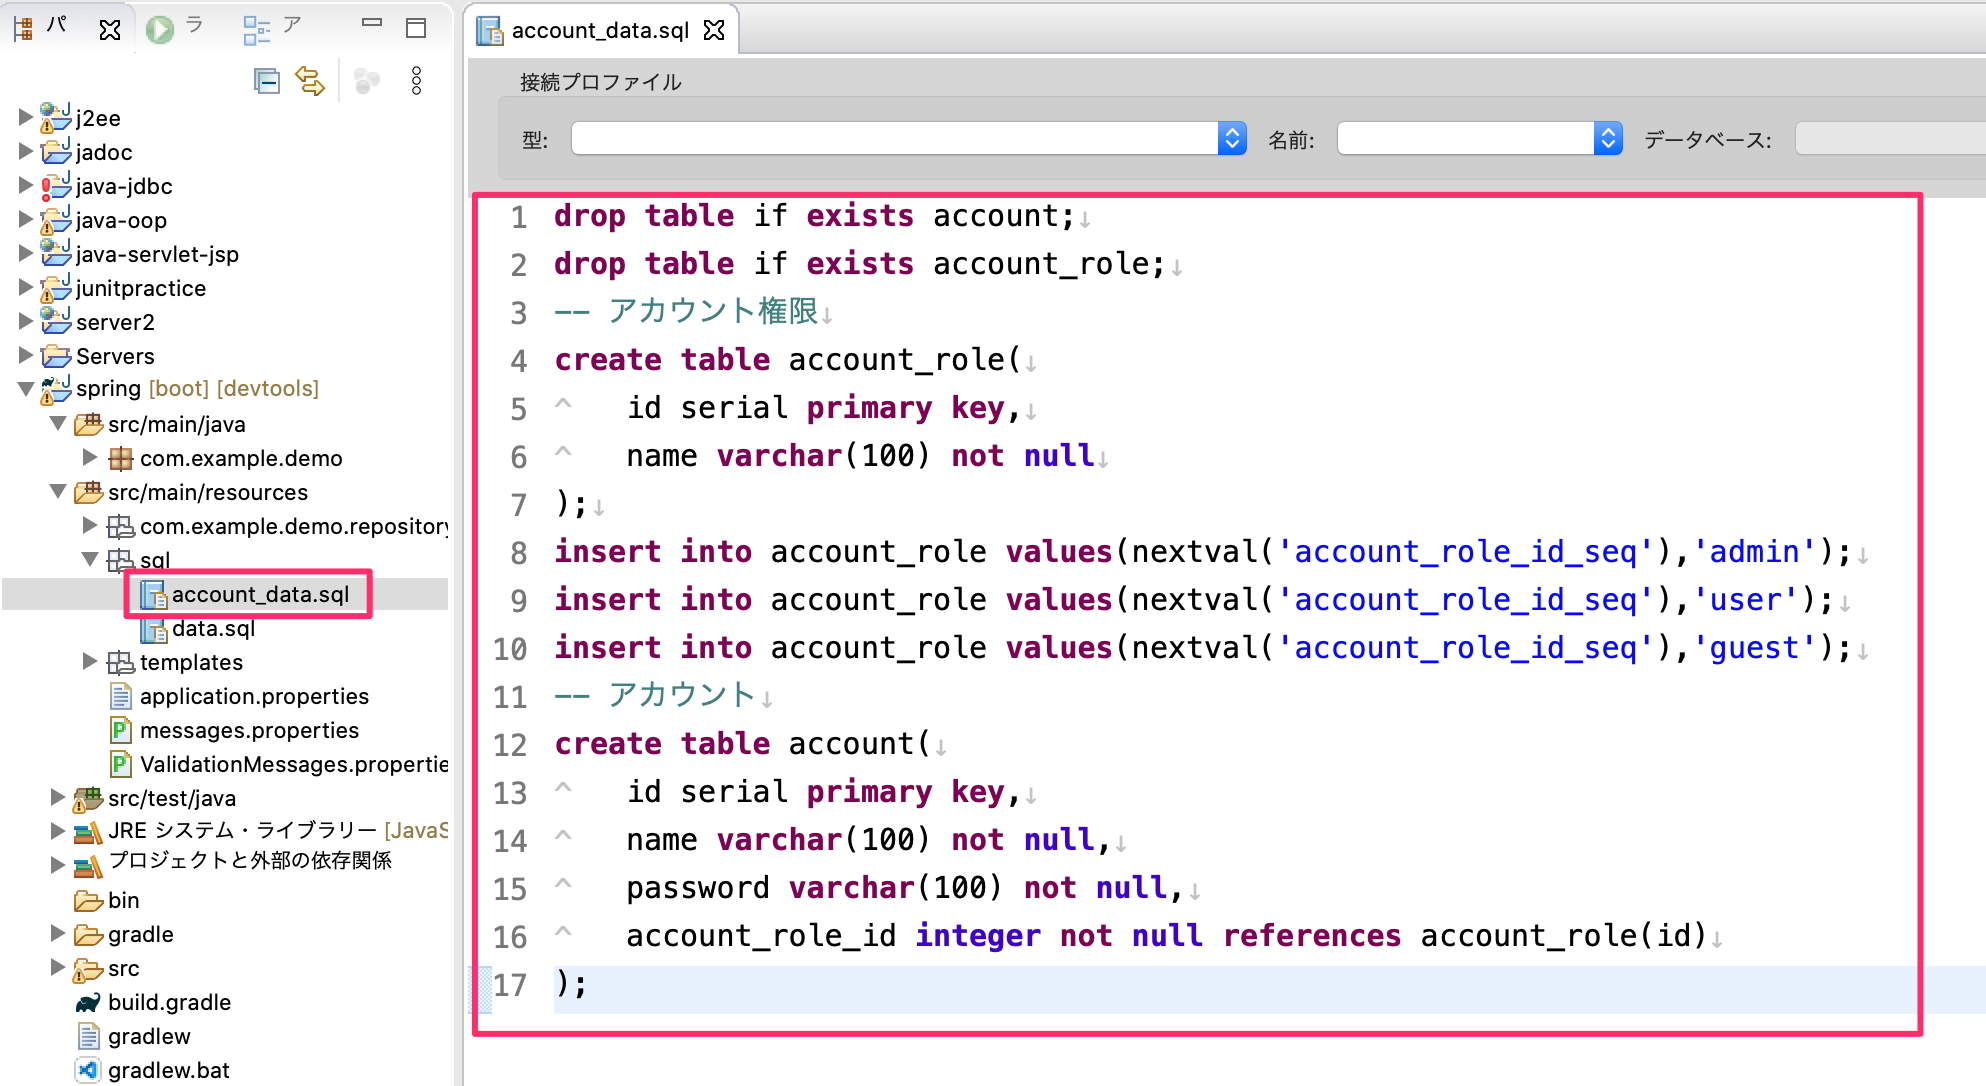 パ ラ ア
j2ee
jadoc
java-jdbc
java-oop
java-servlet-jsp
junitpractice
server2
Servers
spring [boot] [devtools]
src/main/java
com.example.demo
src/main/resources
com.example.demo.repository
sql
account_data.sql
data.sql
templates
application.properties
messages.properties
ValidationMessages.propertie
src/test/java
JRE システム・ライブラリー [JavaS
プロジェクトと外部の依存関係
bin
gradle
src
build.gradle
gradlew
gradlew.bat
account_data.sql
接続プロファイル
型: 名前: データベース:
1 drop table if exists account;↓
2 drop table if exists account_role;↓
3 -- アカウント権限↓
4 create table account_role(↓
5 ^ id serial primary key,↓
6 ^ name varchar(100) not null↓
7 );↓
8 insert into account_role values(nextval('account_role_id_seq'),'admin');↓
9 insert into account_role values(nextval('account_role_id_seq'),'user');↓
10 insert into account_role values(nextval('account_role_id_seq'),'guest');↓
11 -- アカウント↓
12 create table account(↓
13 ^ id serial primary key,↓
14 ^ name varchar(100) not null,↓
15 ^ password varchar(100) not null,↓
16 ^ account_role_id integer not null references account_role(id)↓
17 );